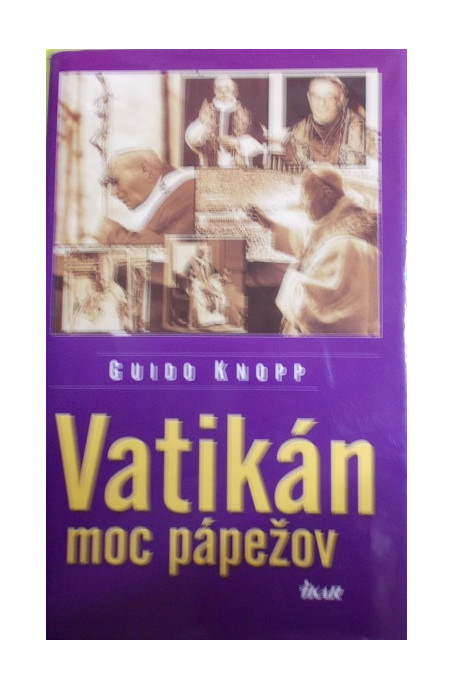 GUIDO KNOPP
Vatikán
moc pápežov
IKAR